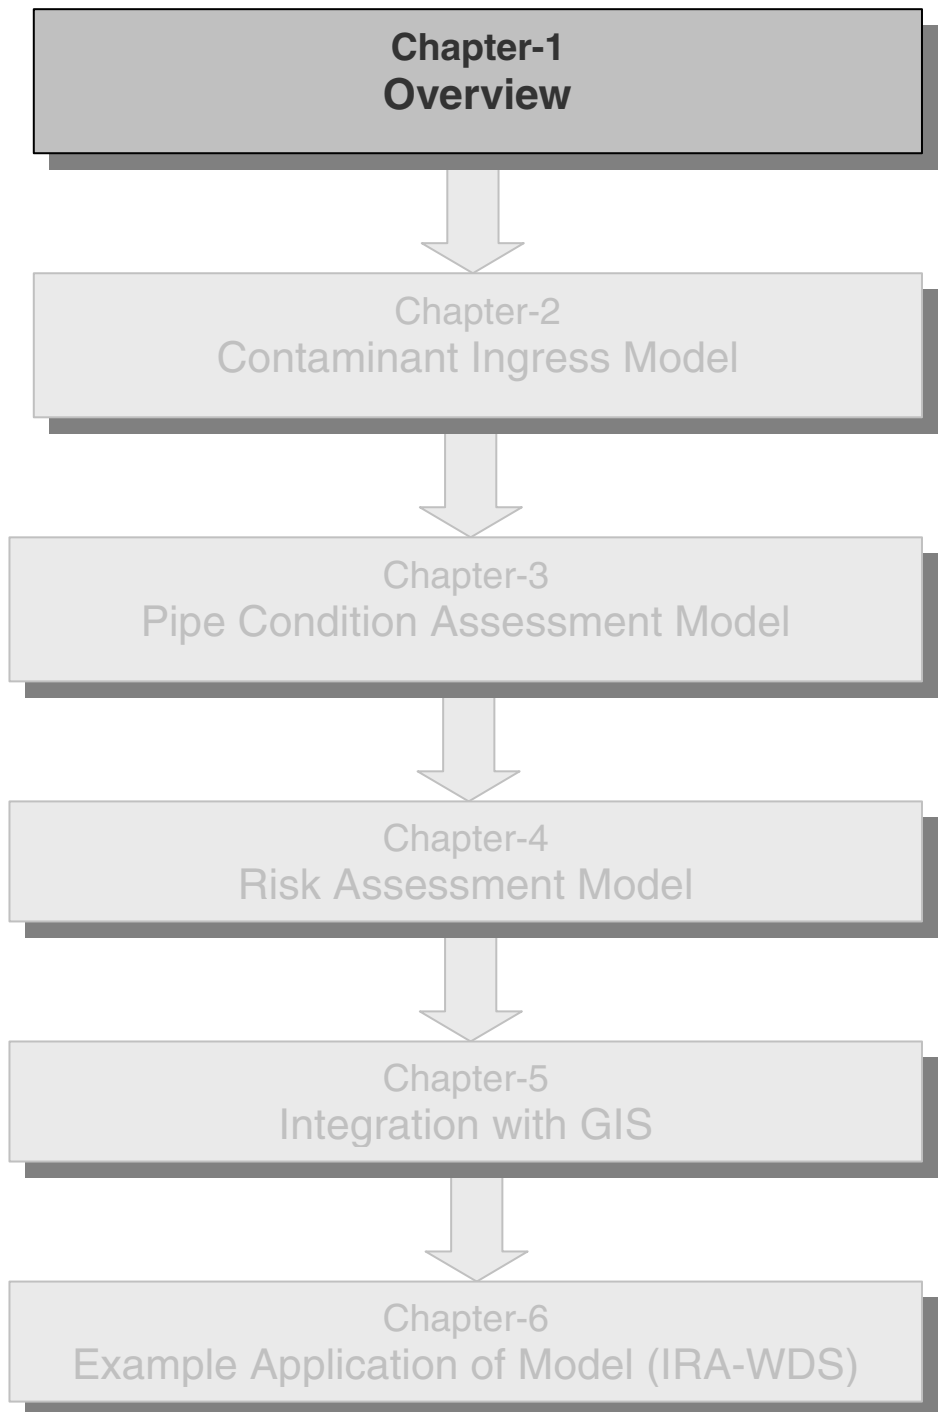 Chapter-1
Overview
Chapter-2
Contaminant Ingress Model
Chapter-3
Pipe Condition Assessment Model
Chapter-4
Risk Assessment Model
Chapter-5
Integration with GIS
Chapter-6
Example Application of Model (IRA-WDS)